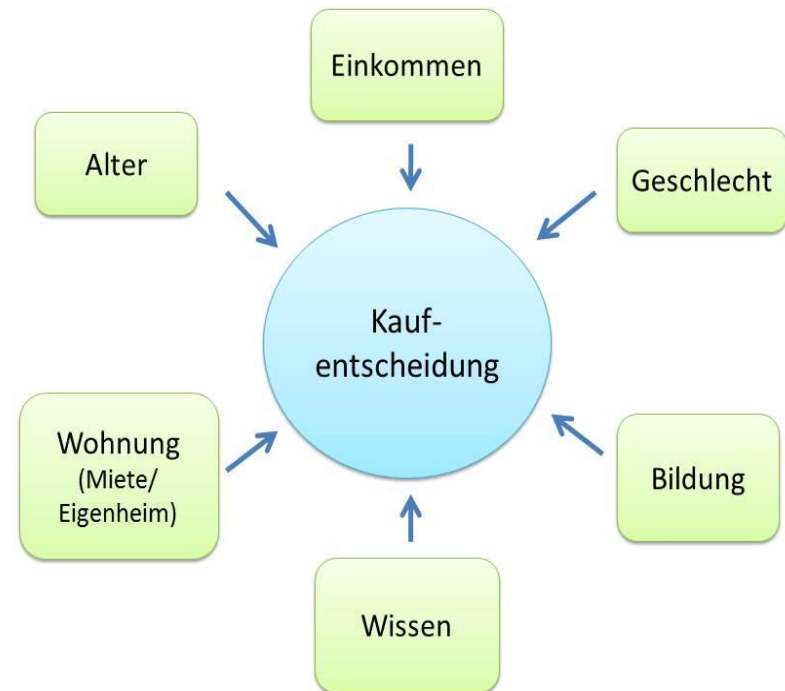 Einkommen
Alter
Geschlecht
Kauf-
entscheidung
Wohnung
(Miete/
Eigenheim)
Bildung
Wissen